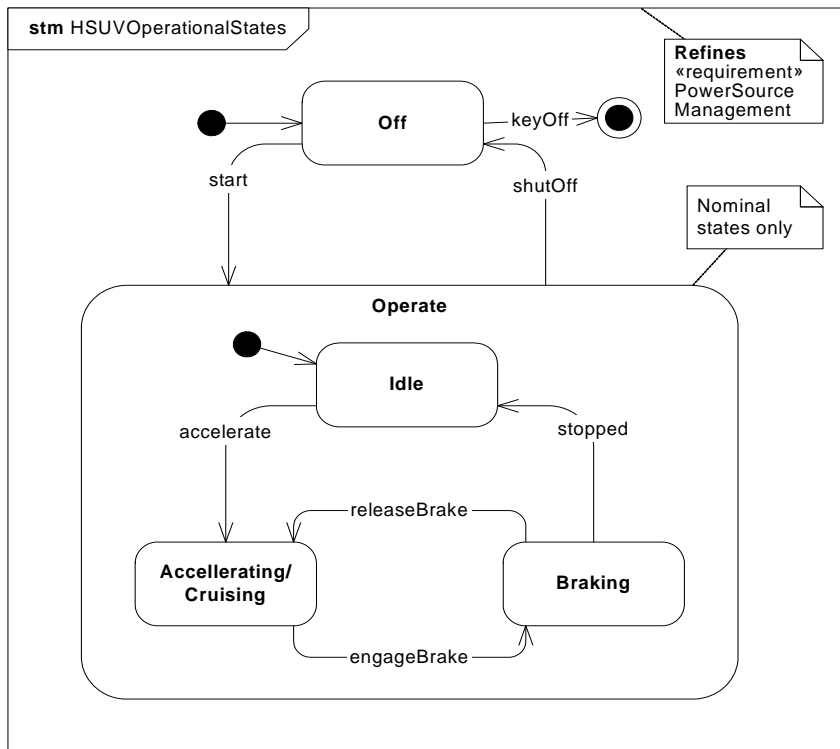 stm HSUVOperationalStates
Refines
«requirement»
PowerSource
Management
Off
keyOff
start
shutOff
Nominal
states only
Operate
Idle
accelerate
stopped
releaseBrake
Accellerating/
Cruising
Braking
engageBrake